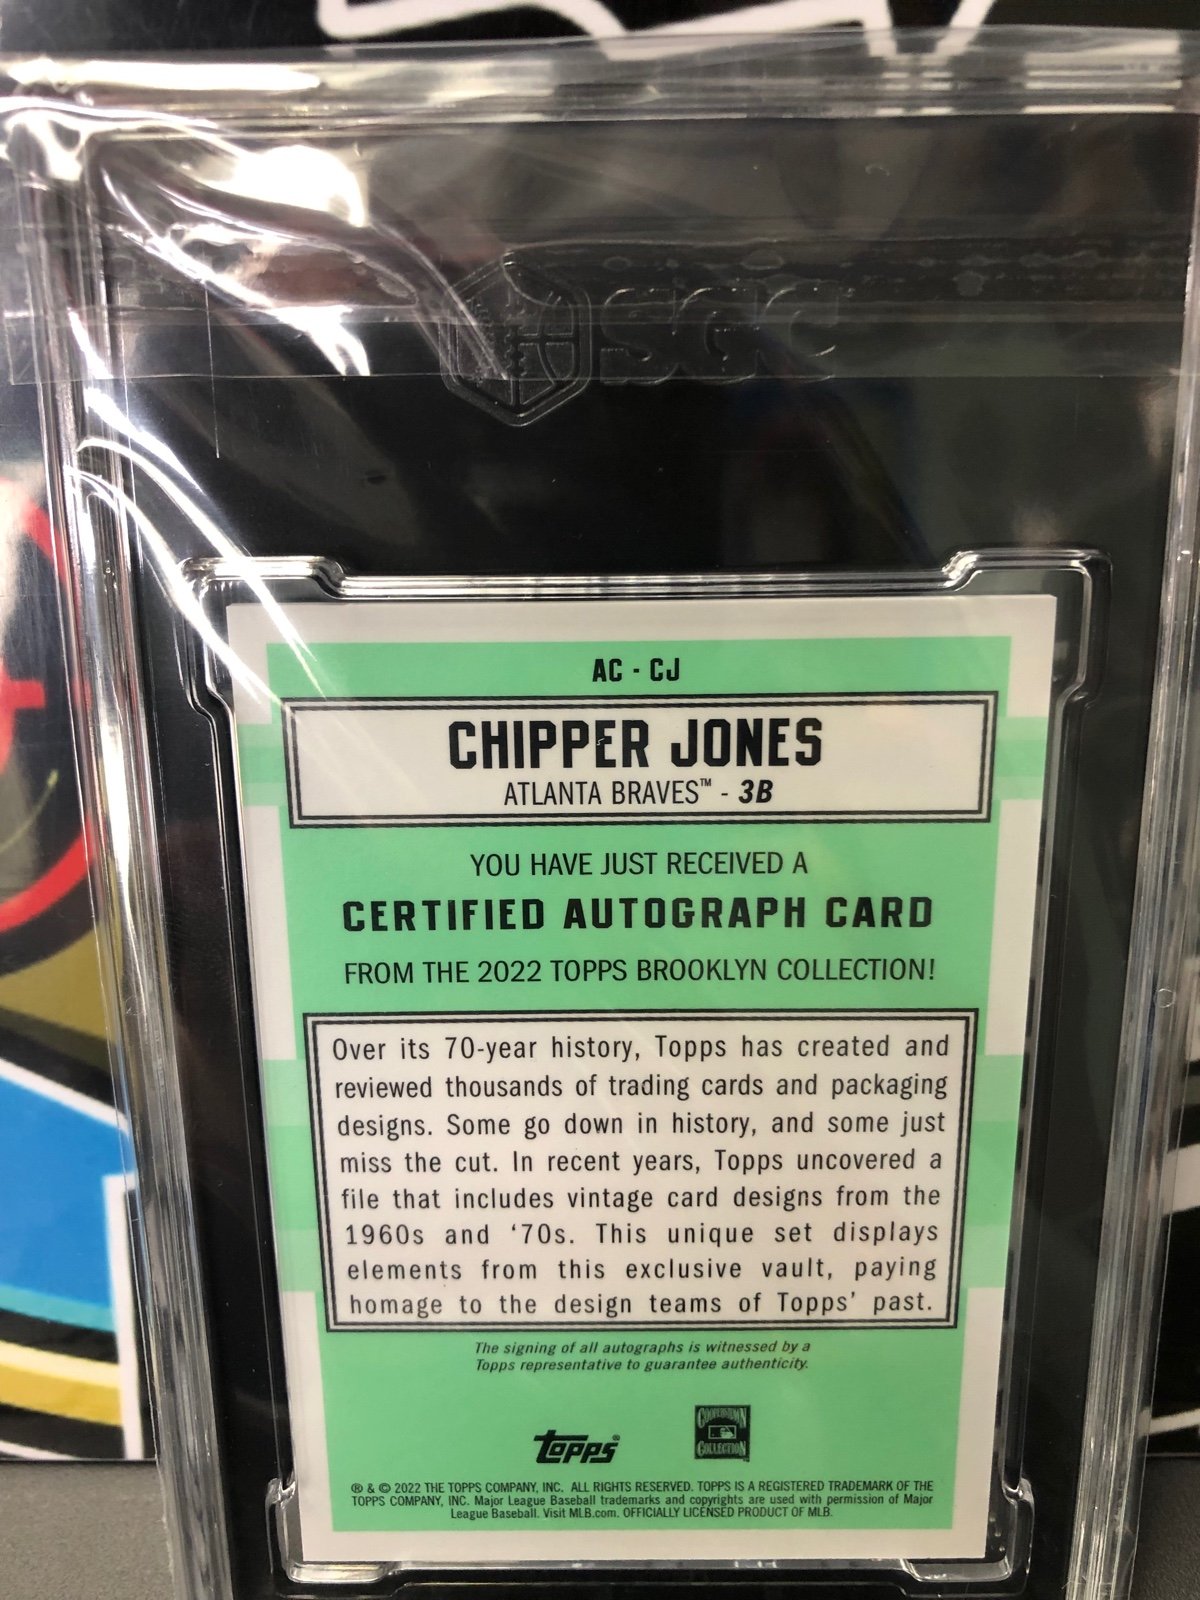 SGC
AC - CJ
CHIPPER JONES
ATLANTA BRAVES™ - 3B
YOU HAVE JUST RECEIVED A
CERTIFIED AUTOGRAPH CARD
FROM THE 2022 TOPPS BROOKLYN COLLECTION!
Over its 70-year history, Topps has created and
reviewed thousands of trading cards and packaging
designs. Some go down in history, and some just
miss the cut. In recent years, Topps uncovered a
file that includes vintage card designs from the
1960s and ‘70s. This unique set displays
elements from this exclusive vault, paying
homage to the design teams of Topps’ past.
The signing of all autographs is witnessed by a
Topps representative to guarantee authenticity.
topps®
COOPERSTOWN
COLLECTION
® & © 2022 THE TOPPS COMPANY, INC. ALL RIGHTS RESERVED. TOPPS IS A REGISTERED TRADEMARK OF THE
TOPPS COMPANY, INC. Major League Baseball trademarks and copyrights are used with permission of Major
League Baseball. Visit MLB.com. OFFICIALLY LICENSED PRODUCT OF MLB.